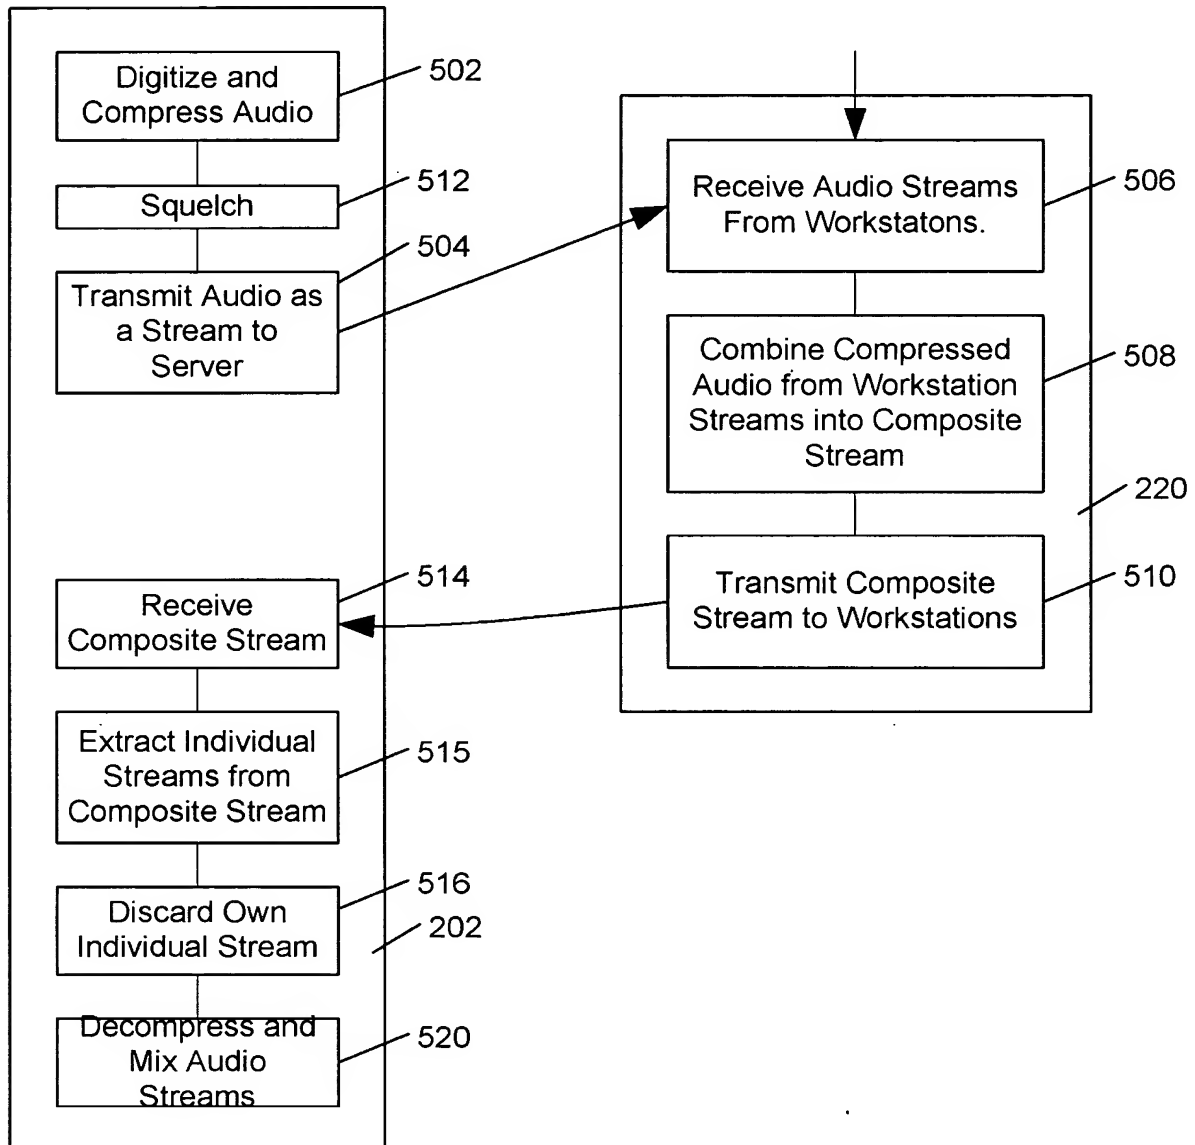 Digitize and
Compress Audio
502
Squelch
512
Transmit Audio as
a Stream to
Server
504
Receive Audio Streams
From Workstatons.
506
Combine Compressed
Audio from Workstation
Streams into Composite
Stream
508
220
Transmit Composite
Stream to Workstations
510
Receive
Composite Stream
514
Extract Individual
Streams from
Composite Stream
515
Discard Own
Individual Stream
516
202
Decompress and
Mix Audio
Streams
520